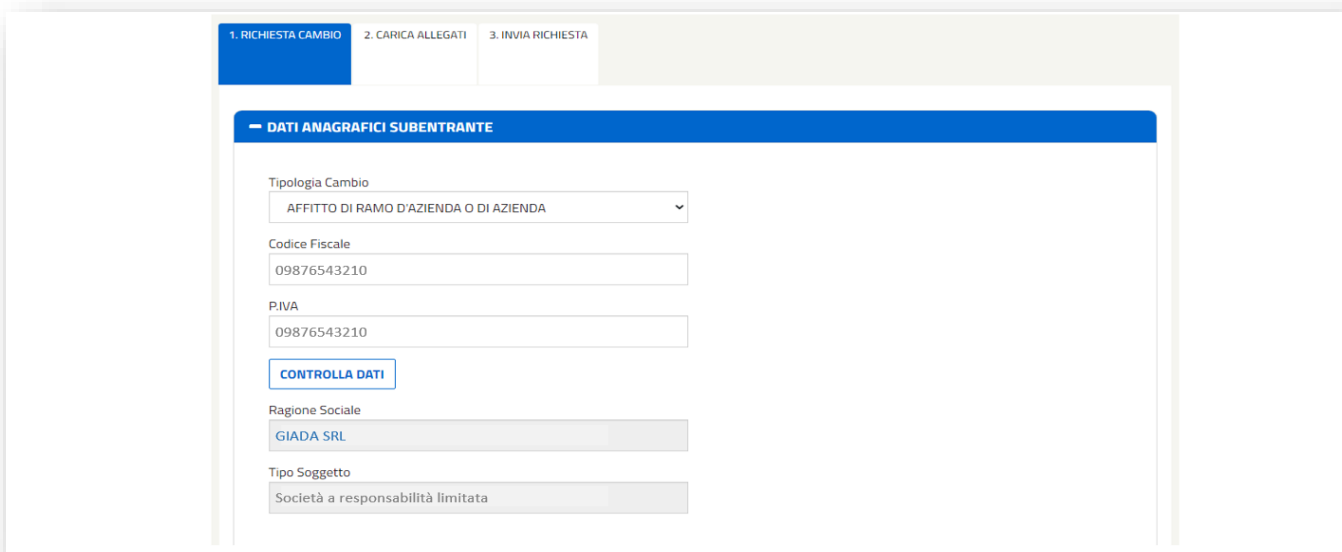 1. RICHIESTA CAMBIO 2. CARICA ALLEGATI 3. INVIA RICHIESTA
DATI ANAGRAFICI SUBENTRANTE
Tipologia Cambio
AFFITTO DI RAMO D'AZIENDA O DI AZIENDA
Codice Fiscale
09876543210
P.IVA
09876543210
CONTROLLA DATI
Ragione Sociale
GIADA SRL
Tipo Soggetto
Società a responsabilità limitata